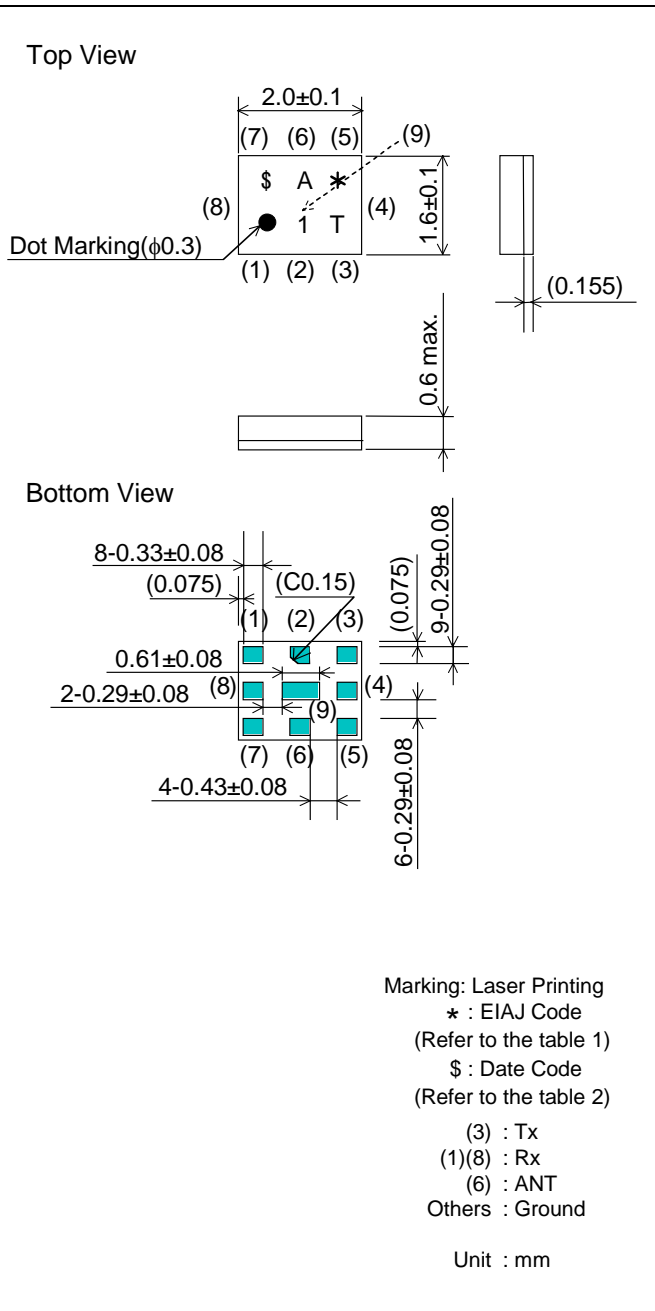 Top View
2.0±0.1
(7) (6) (5) (9)
$ A *
(8) (4) 1.6±0.1
1 T
Dot Marking(ϕ0.3)
(1) (2) (3)
(0.155)
0.6 max.
Bottom View
8-0.33±0.08
(0.075) (C0.15)
(0.075) 9-0.29±0.08
(1) (2) (3)
0.61±0.08
2-0.29±0.08 (8) (4)
(9)
(7) (6) (5)
4-0.43±0.08
6-0.29±0.08
Marking: Laser Printing
* : EIAJ Code
(Refer to the table 1)
$ : Date Code
(Refer to the table 2)
(3) : Tx
(1)(8) : Rx
(6) : ANT
Others : Ground
Unit : mm